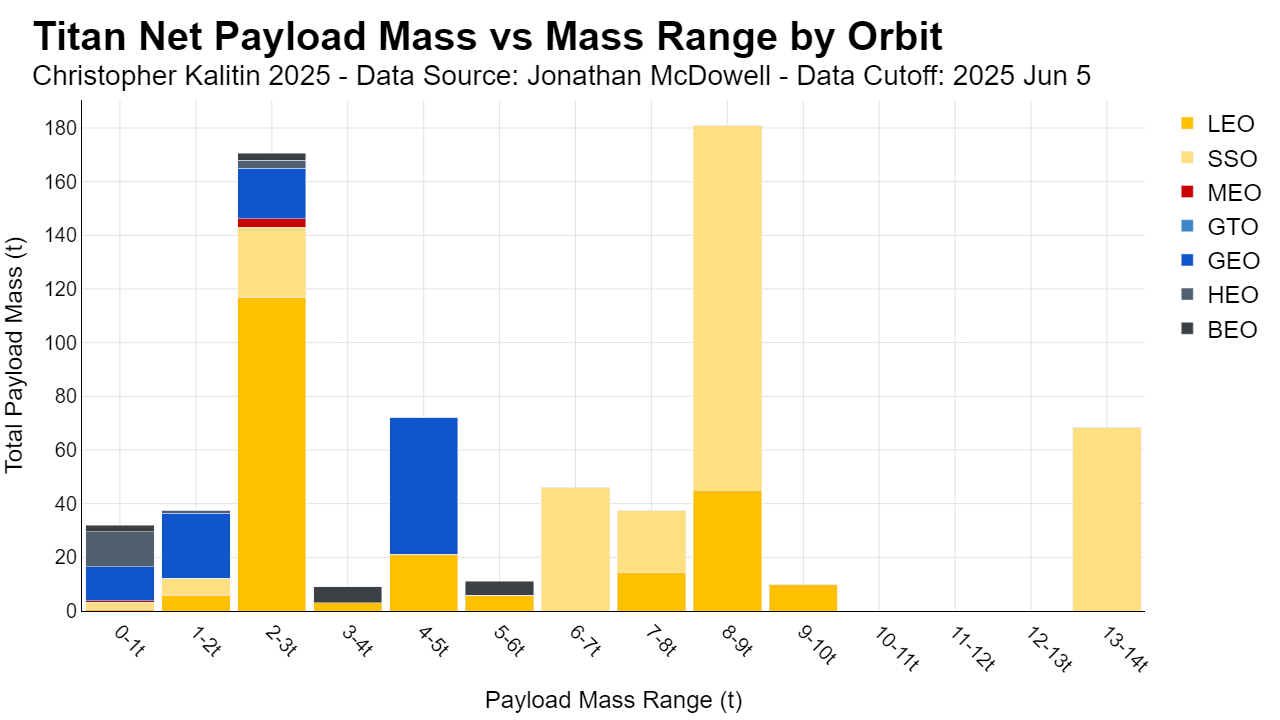 Titan Net Payload Mass vs Mass Range by Orbit
Christopher Kalitin 2025 - Data Source: Jonathan McDowell - Data Cutoff: 2025 Jun 5
LEO
SSO
MEO
GTO
GEO
HEO
BEO
Total Payload Mass (t)
180
160
140
120
100
80
60
40
20
0
0-1t
1-2t
2-3t
3-4t
4-5t
5-6t
6-7t
7-8t
8-9t
9-10t
10-11t
11-12t
12-13t
13-14t
Payload Mass Range (t)